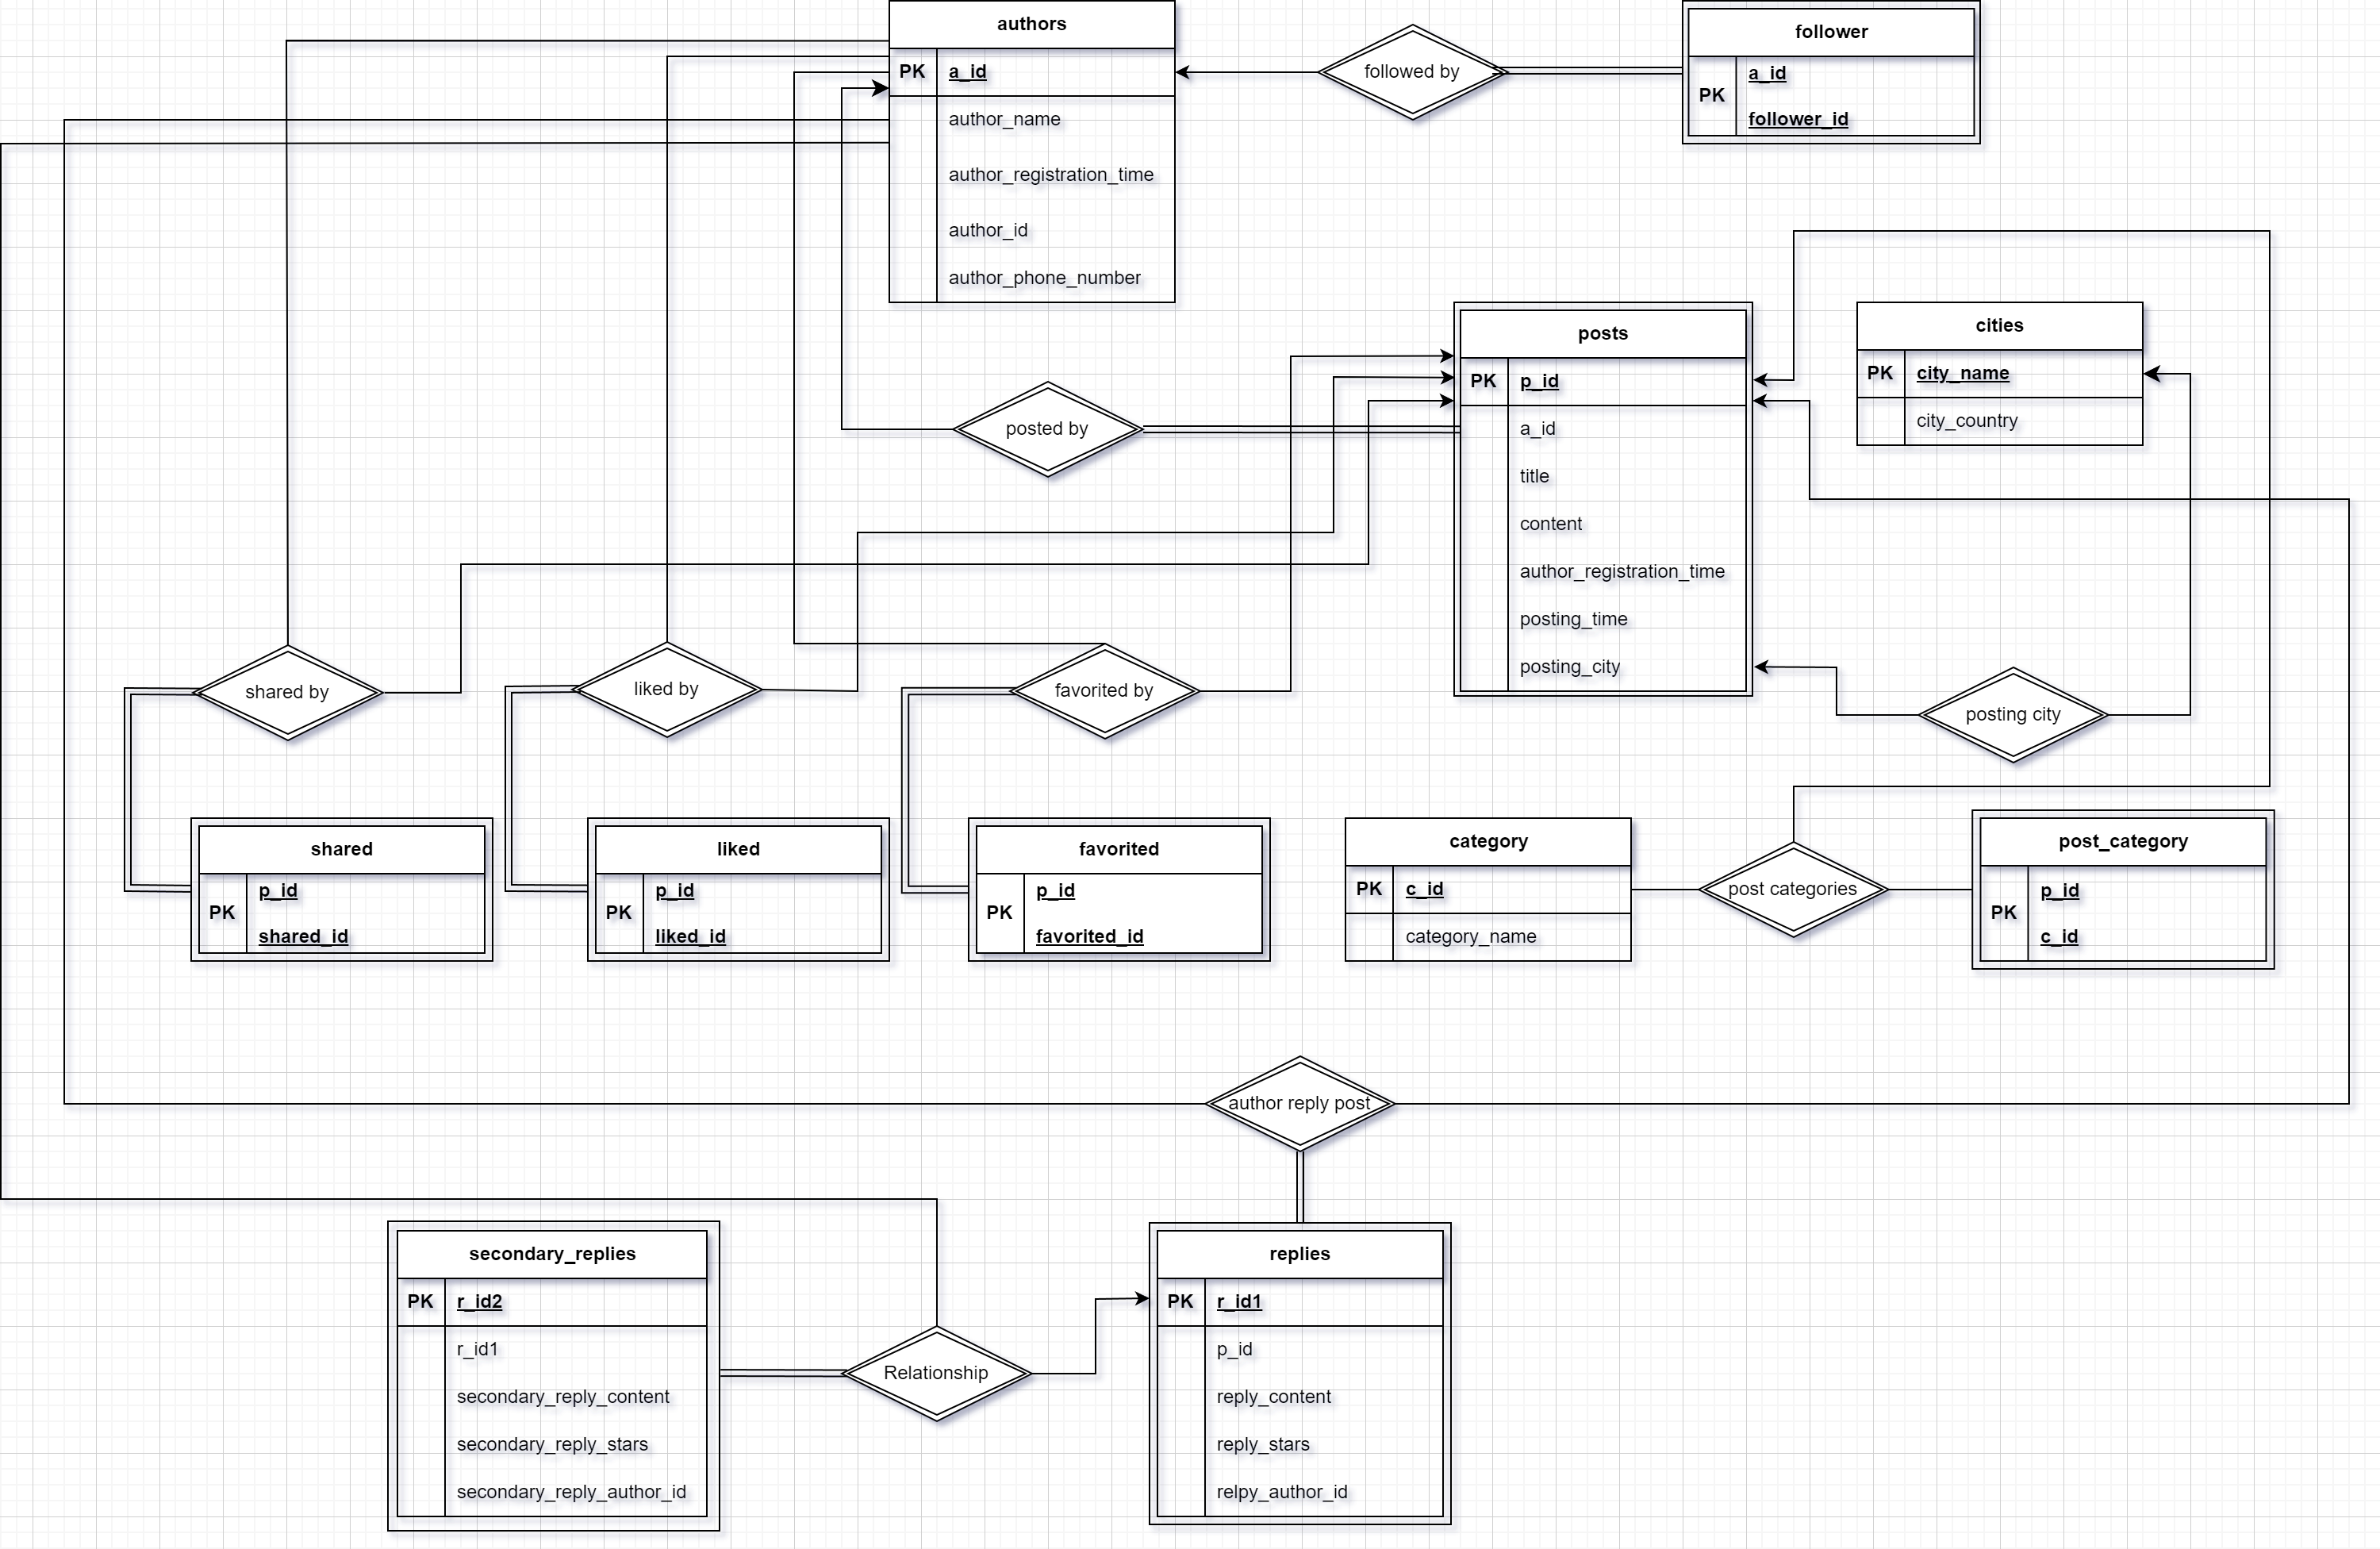 authors
PK a_id
author_name
author_registration_time
author_id
author_phone_number
followed by
follower
PK
a_id
follower_id
posts
PK p_id
a_id
title
content
author_registration_time
posting_time
posting_city
cities
PK city_name
city_country
posted by
shared by
liked by
favorited by
posting city
shared
PK
p_id
shared_id
liked
PK
p_id
liked_id
favorited
PK
p_id
favorited_id
category
PK c_id
category_name
post categories
post_category
PK
p_id
c_id
author reply post
secondary_replies
PK r_id2
r_id1
secondary_reply_content
secondary_reply_stars
secondary_reply_author_id
Relationship
replies
PK r_id1
p_id
reply_content
reply_stars
relpy_author_id